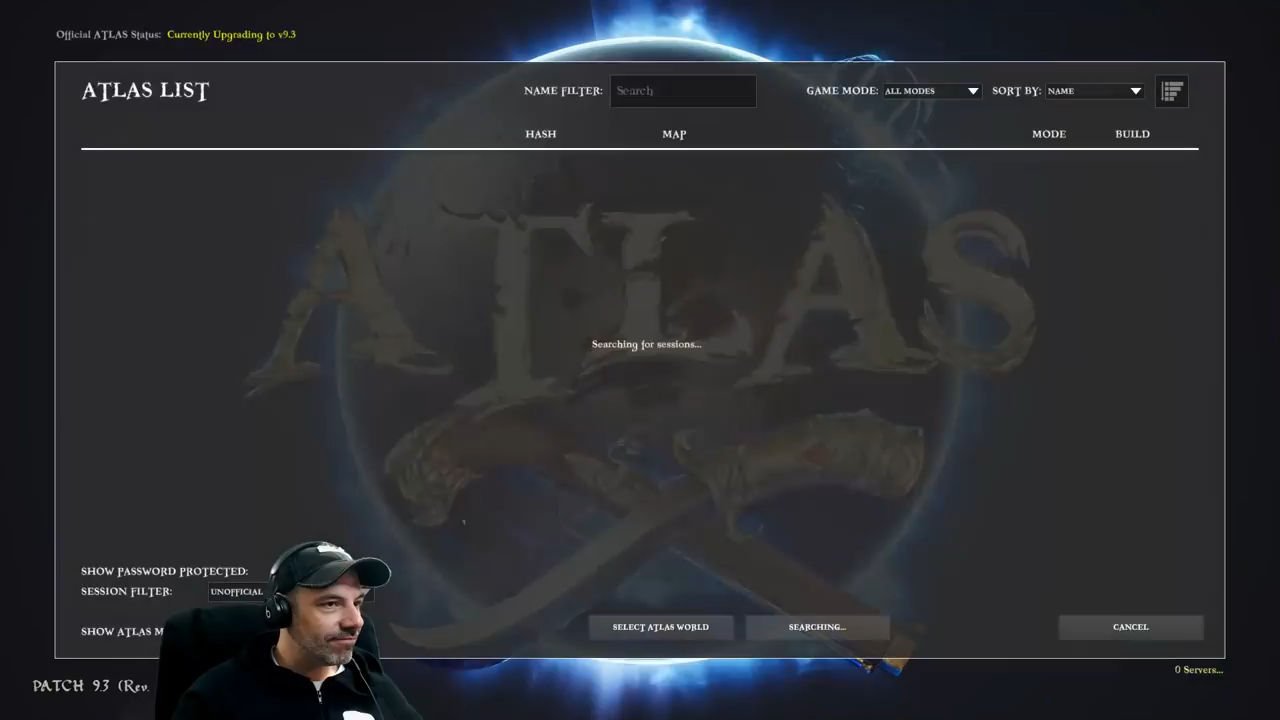 Official ATLAS Status: Currently Upgrading to v9.3
ATLAS LIST
NAME FILTER: Search
GAME MODE: ALL MODES
SORT BY: NAME
HASH MAP MODE BUILD
ATLAS
Searching for sessions...
SHOW PASSWORD PROTECTED:
SESSION FILTER: UNOFFICIAL
SHOW ATLAS M
SELECT ATLAS WORLD
SEARCHING...
CANCEL
0 Servers...
PATCH 9.3 (Rev.